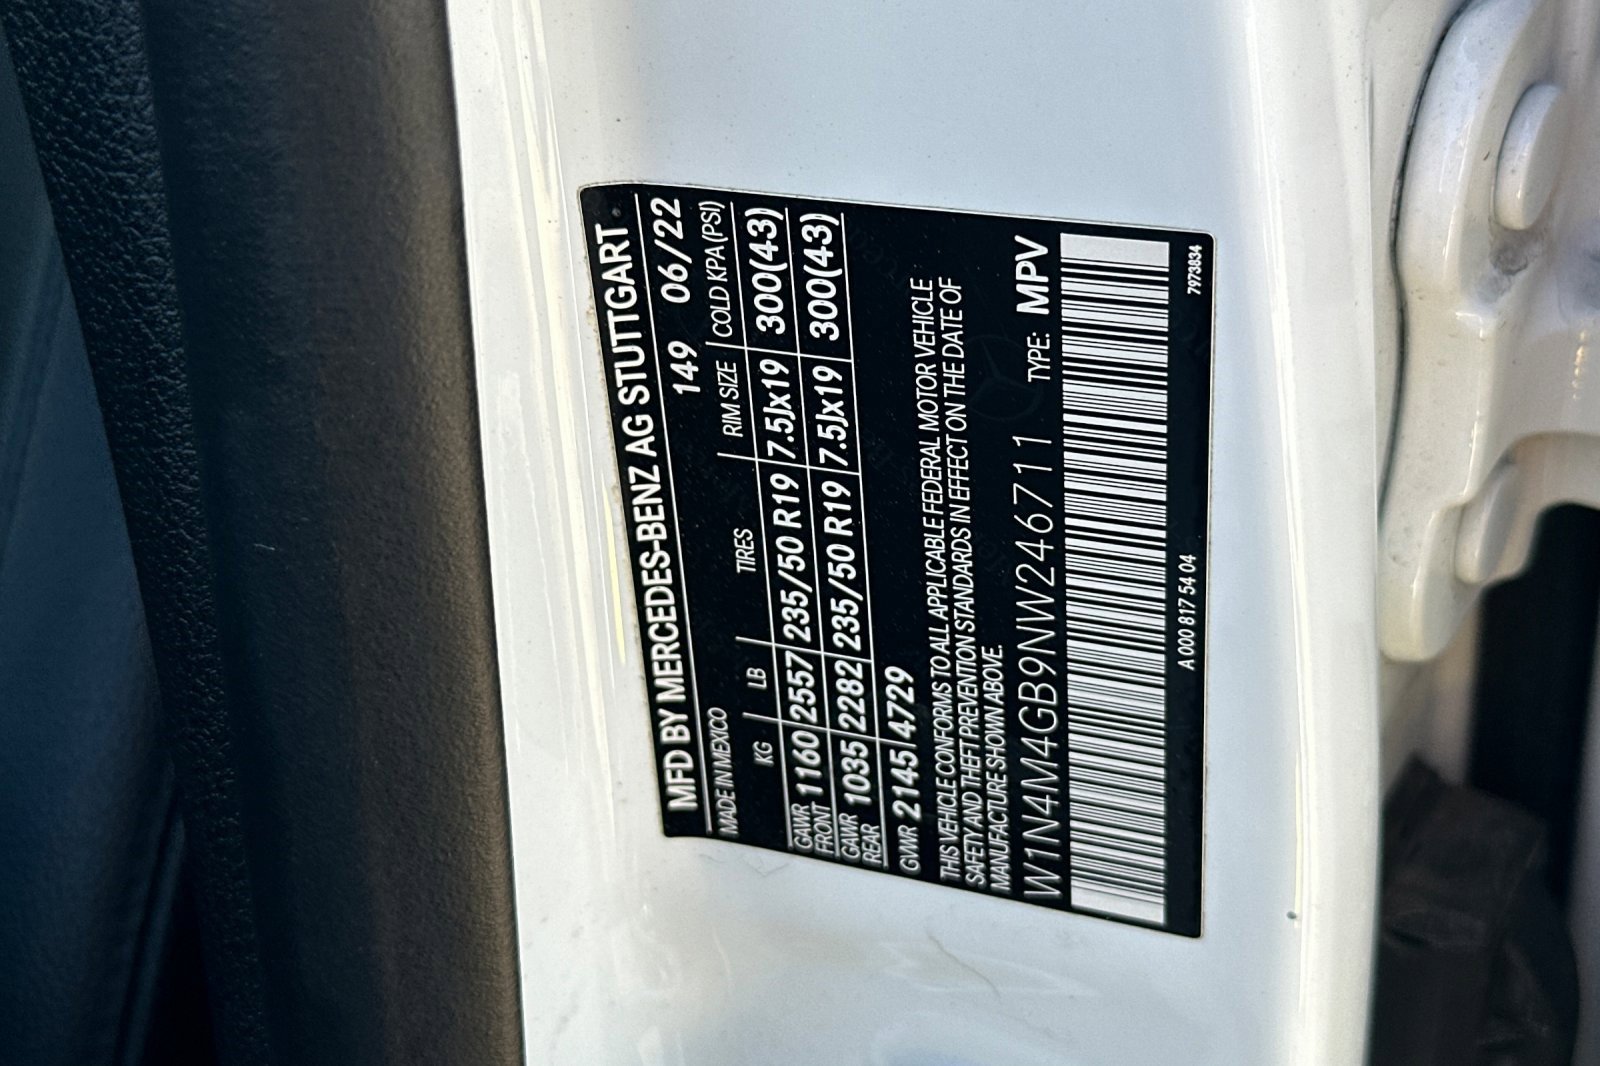 MFD BY MERCEDES-BENZ AG STUTTGART
MADE IN MEXICO 149 06/22
KG LB TIRES RIM SIZE COLD KPA (PSI)
GAWR FRONT 1160 2557 235/50 R19 7.5Jx19 300(43)
GAWR REAR 1035 2282 235/50 R19 7.5Jx19 300(43)
GVWR 2145 4729
THIS VEHICLE CONFORMS TO ALL APPLICABLE FEDERAL MOTOR VEHICLE
SAFETY AND THEFT PREVENTION STANDARDS IN EFFECT ON THE DATE OF
MANUFACTURE SHOWN ABOVE.
W1N4M4GB9NW246711 TYPE: MPV
A 000 817 54 04 7973834